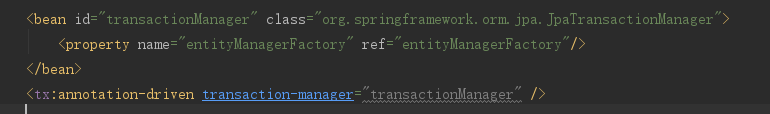 <bean id="transactionManager" class="org.springframework.orm.jpa.JpaTransactionManager">
    <property name="entityManagerFactory" ref="entityManagerFactory"/>
</bean>
<tx:annotation-driven transaction-manager="transactionManager" />